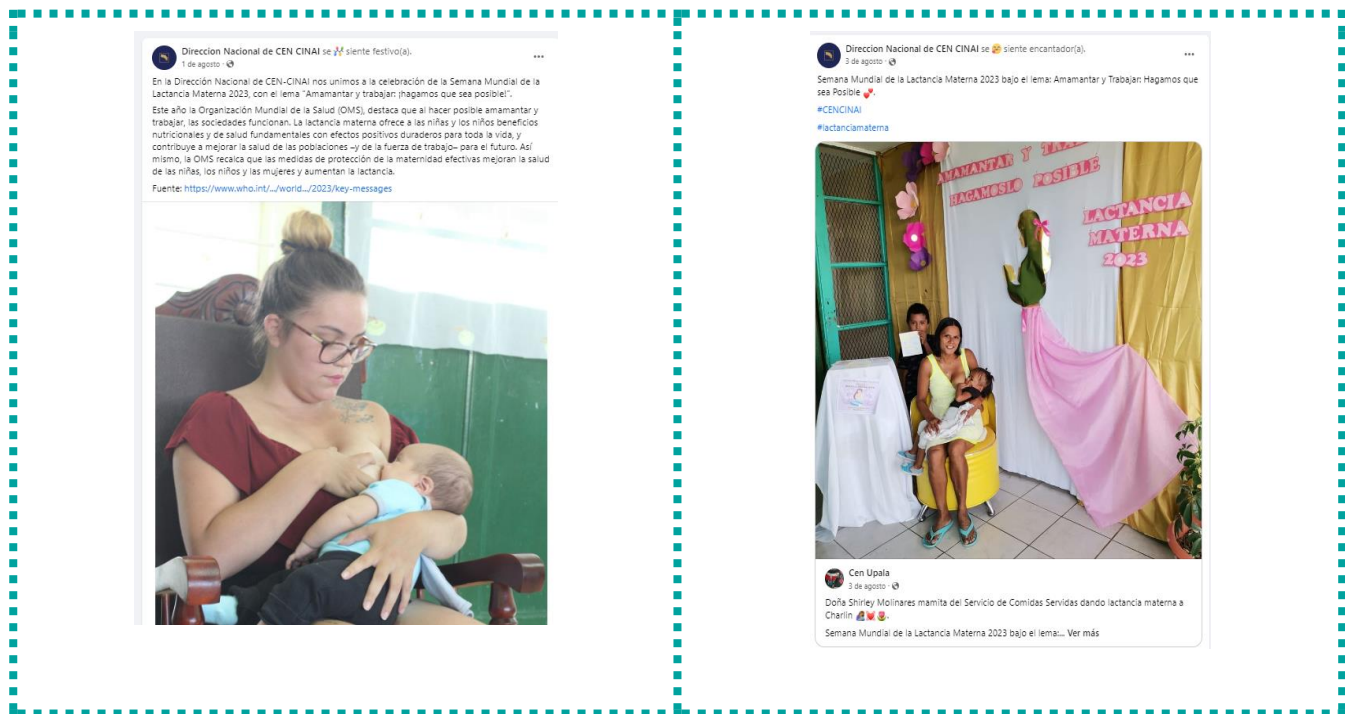 Direccion Nacional de CEN CINAI se siente festivo(a).
1 de agosto ·
En la Dirección Nacional de CEN-CINAI nos unimos a la celebración de la Semana Mundial de la
Lactancia Materna 2023, con el lema "Amamantar y trabajar: ¡hagamos que sea posible!".
Este año la Organización Mundial de la Salud (OMS), destaca que al hacer posible amamantar y
trabajar, las sociedades funcionan. La lactancia materna ofrece a las niñas y los niños beneficios
nutricionales y de salud fundamentales con efectos positivos duraderos para toda la vida, y
contribuye a mejorar la salud de las poblaciones –y de la fuerza de trabajo– para el futuro. Así
mismo, la OMS recalca que las medidas de protección de la maternidad efectivas mejoran la salud
de las niñas, los niños y las mujeres y aumentan la lactancia.
Fuente: https://www.who.int/.../world.../2023/key-messages
Direccion Nacional de CEN CINAI se siente encantador(a).
3 de agosto ·
Semana Mundial de la Lactancia Materna 2023 bajo el lema: Amamantar y Trabajar: Hagamos que
sea Posible 💕.
#CENCINAI
#lactanciamaterna
AMAMANTAR Y
HAGAMOSLO POSIBLE
LACTANCIA
MATERNA
2023
Cen Upala
3 de agosto ·
Doña Shirley Molinares mamita del Servicio de Comidas Servidas dando lactancia materna a
Charlin
Semana Mundial de la Lactancia Materna 2023 bajo el lema:... Ver más